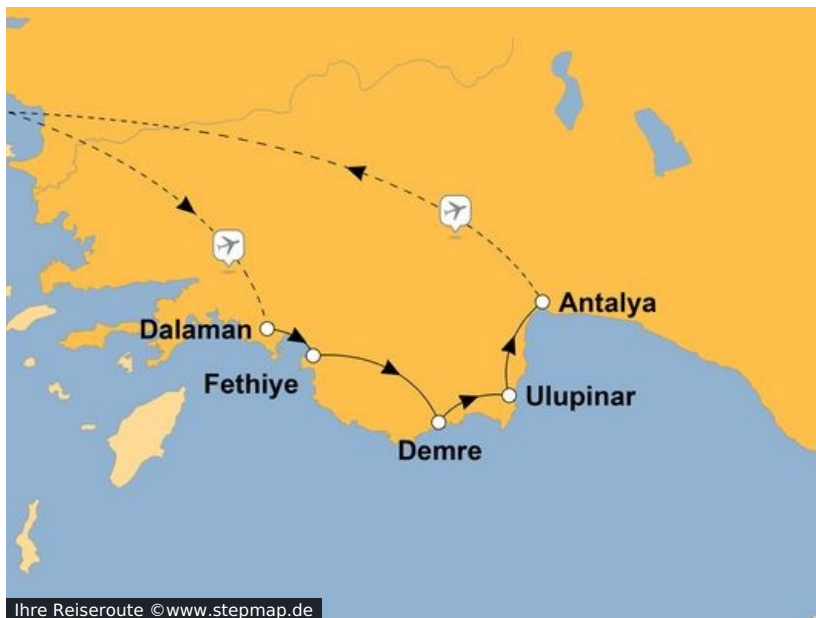 Antalya
Dalaman
Fethiye
Ulupinar
Demre
Ihre Reiseroute ©www.stepmap.de